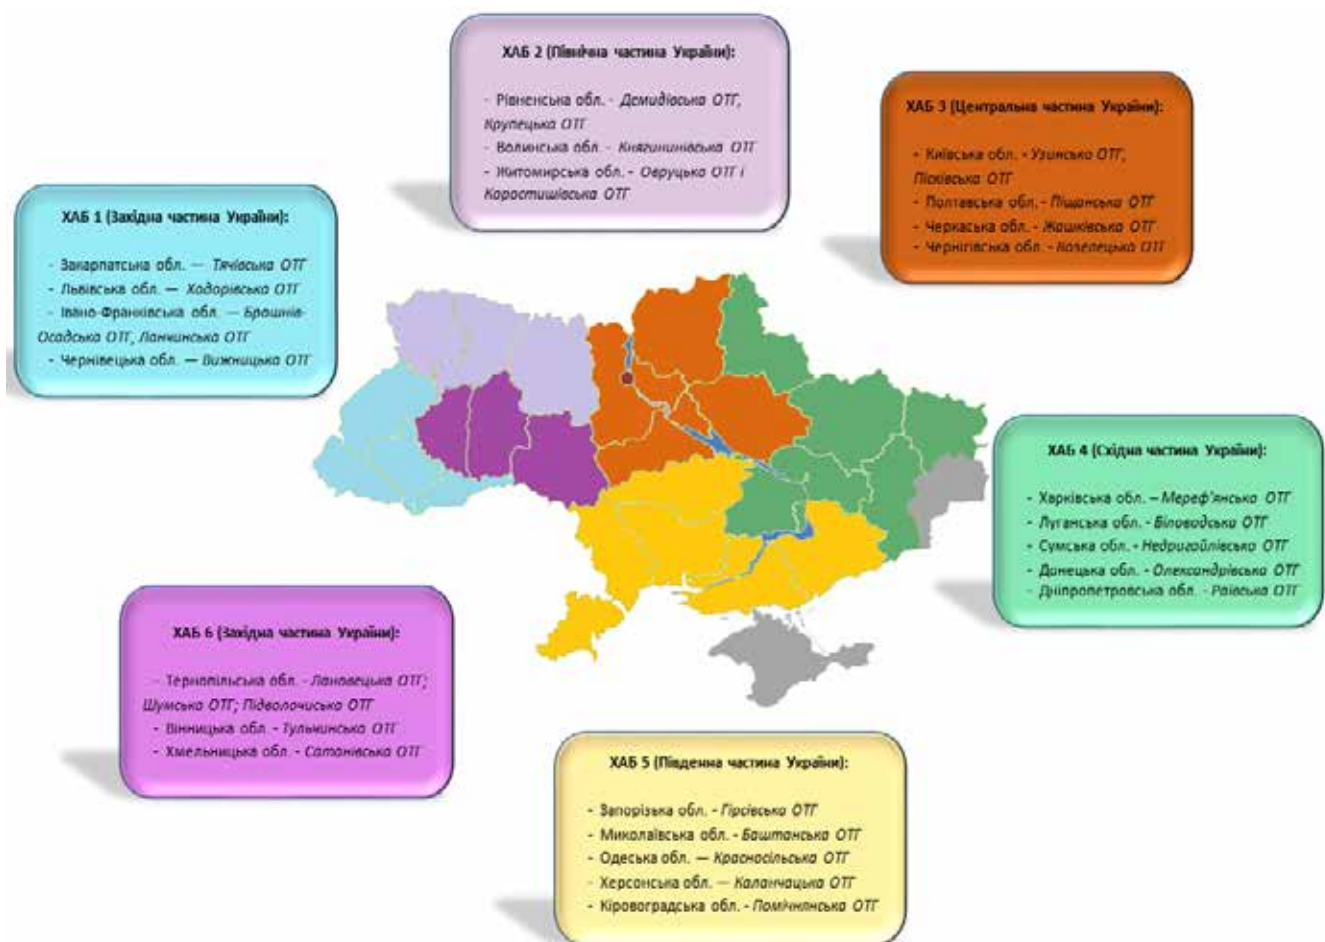 ХАБ 2 (Північна частина України):
- Рівненська обл. - Демидівська ОТГ,
Крупецька ОТГ
- Волинська обл. - Княгининівська ОТГ
- Житомирська обл. - Овруцька ОТГ і
Коростишівська ОТГ
ХАБ 3 (Центральна частина України):
- Київська обл. - Узинсько ОТГ,
Пісківська ОТГ
- Полтавська обл. - Піщанська ОТГ
- Черкаська обл. - Жашківська ОТГ
- Чернігівська обл. - Козелецька ОТГ
ХАБ 1 (Західна частина України):
- Закарпатська обл. — Тячівська ОТГ
- Львівська обл. — Ходорівська ОТГ
- Івано-Франківська обл. — Брошнів-
Осадська ОТГ, Ланчинська ОТГ
- Чернівецька обл. — Вижницька ОТГ
ХАБ 4 (Східна частина України):
- Харківська обл. – Мереф'янська ОТГ
- Луганська обл. - Біловодська ОТГ
- Сумська обл. - Недригайлівська ОТГ
- Донецька обл. - Олександрівська ОТГ
- Дніпропетровська обл. - Раївська ОТГ
ХАБ 6 (Західна частина України):
- Тернопільська обл. - Лановецька ОТГ;
Шумська ОТГ; Підволочиська ОТГ
- Вінницька обл. - Тульчинська ОТГ
- Хмельницька обл. - Сатанівська ОТГ
ХАБ 5 (Південна частина України):
- Запорізька обл. - Гірсівська ОТГ
- Миколаївська обл. - Баштанська ОТГ
- Одеська обл. — Красносільська ОТГ
- Херсонська обл. — Каланчацька ОТГ
- Кіровоградська обл. - Помічнянська ОТГ